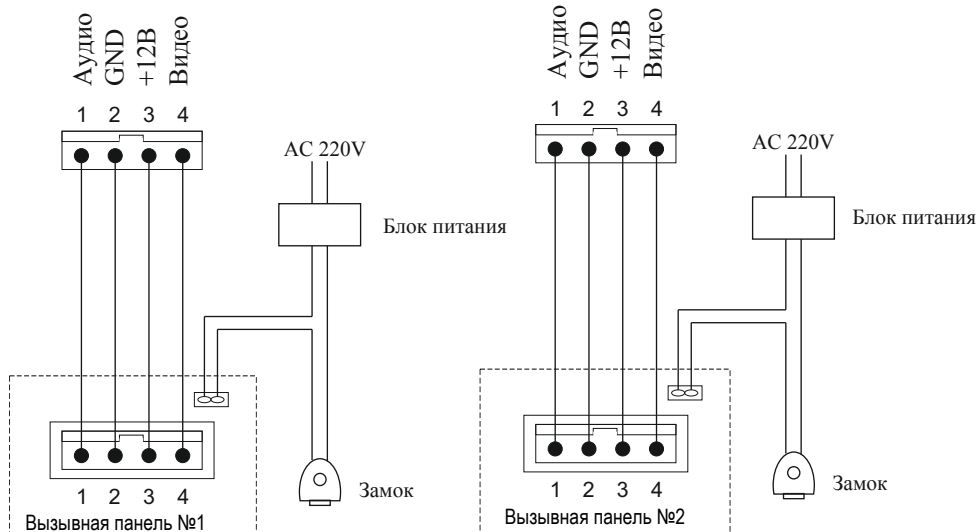 Аудио
GND
+12В
Видео
1 2 3 4
AC 220V
Блок питания
1 2 3 4
Замок
Вызывная панель №1
Аудио
GND
+12В
Видео
1 2 3 4
AC 220V
Блок питания
1 2 3 4
Замок
Вызывная панель №2